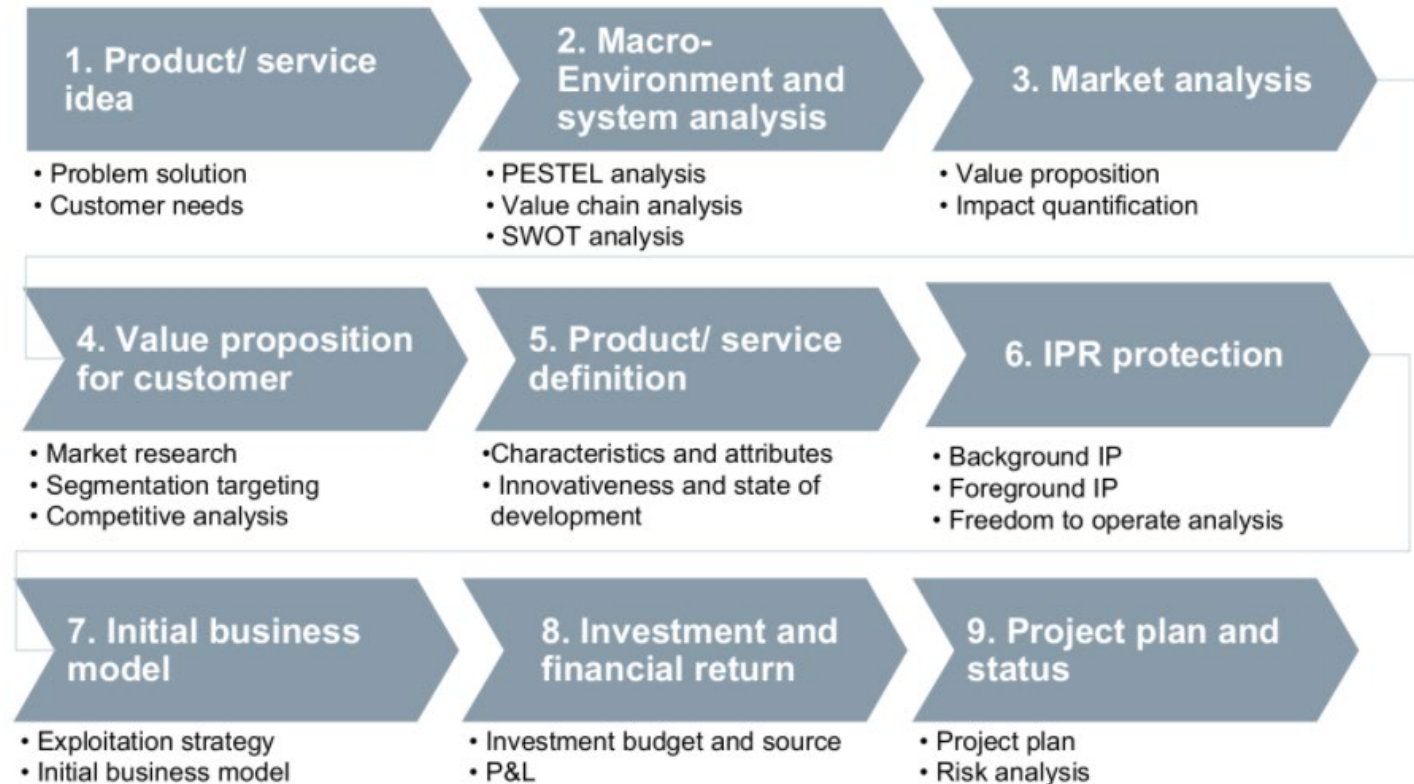 1. Product/ service
idea
• Problem solution
• Customer needs
2. Macro-
Environment and
system analysis
• PESTEL analysis
• Value chain analysis
• SWOT analysis
3. Market analysis
• Value proposition
• Impact quantification
4. Value proposition
for customer
• Market research
• Segmentation targeting
• Competitive analysis
5. Product/ service
definition
•Characteristics and attributes
• Innovativeness and state of
development
6. IPR protection
• Background IP
• Foreground IP
• Freedom to operate analysis
7. Initial business
model
• Exploitation strategy
• Initial business model
8. Investment and
financial return
• Investment budget and source
• P&L
9. Project plan and
status
• Project plan
• Risk analysis